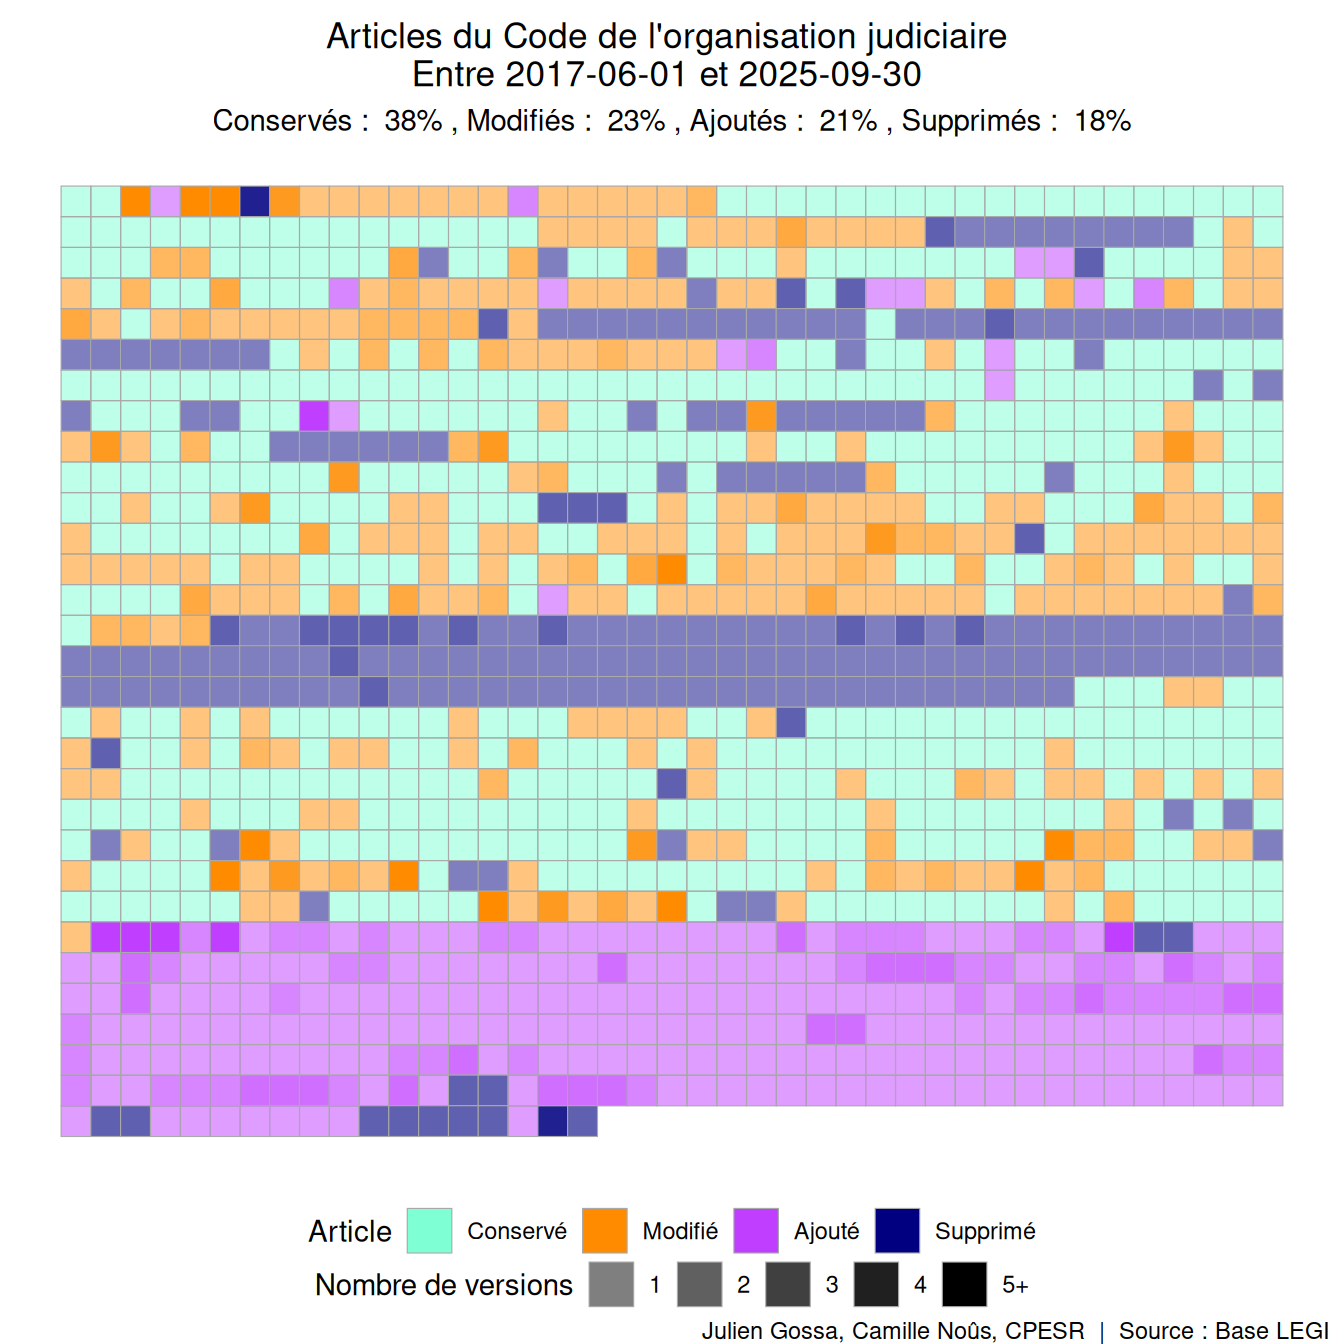 Articles du Code de l'organisation judiciaire
Entre 2017-06-01 et 2025-09-30
Conservés :  38% , Modifiés :  23% , Ajoutés :  21% , Supprimés :  18%
Article Conservé Modifié Ajouté Supprimé
Nombre de versions 1 2 3 4 5+
Julien Gossa, Camille Noûs, CPESR | Source : Base LEGI